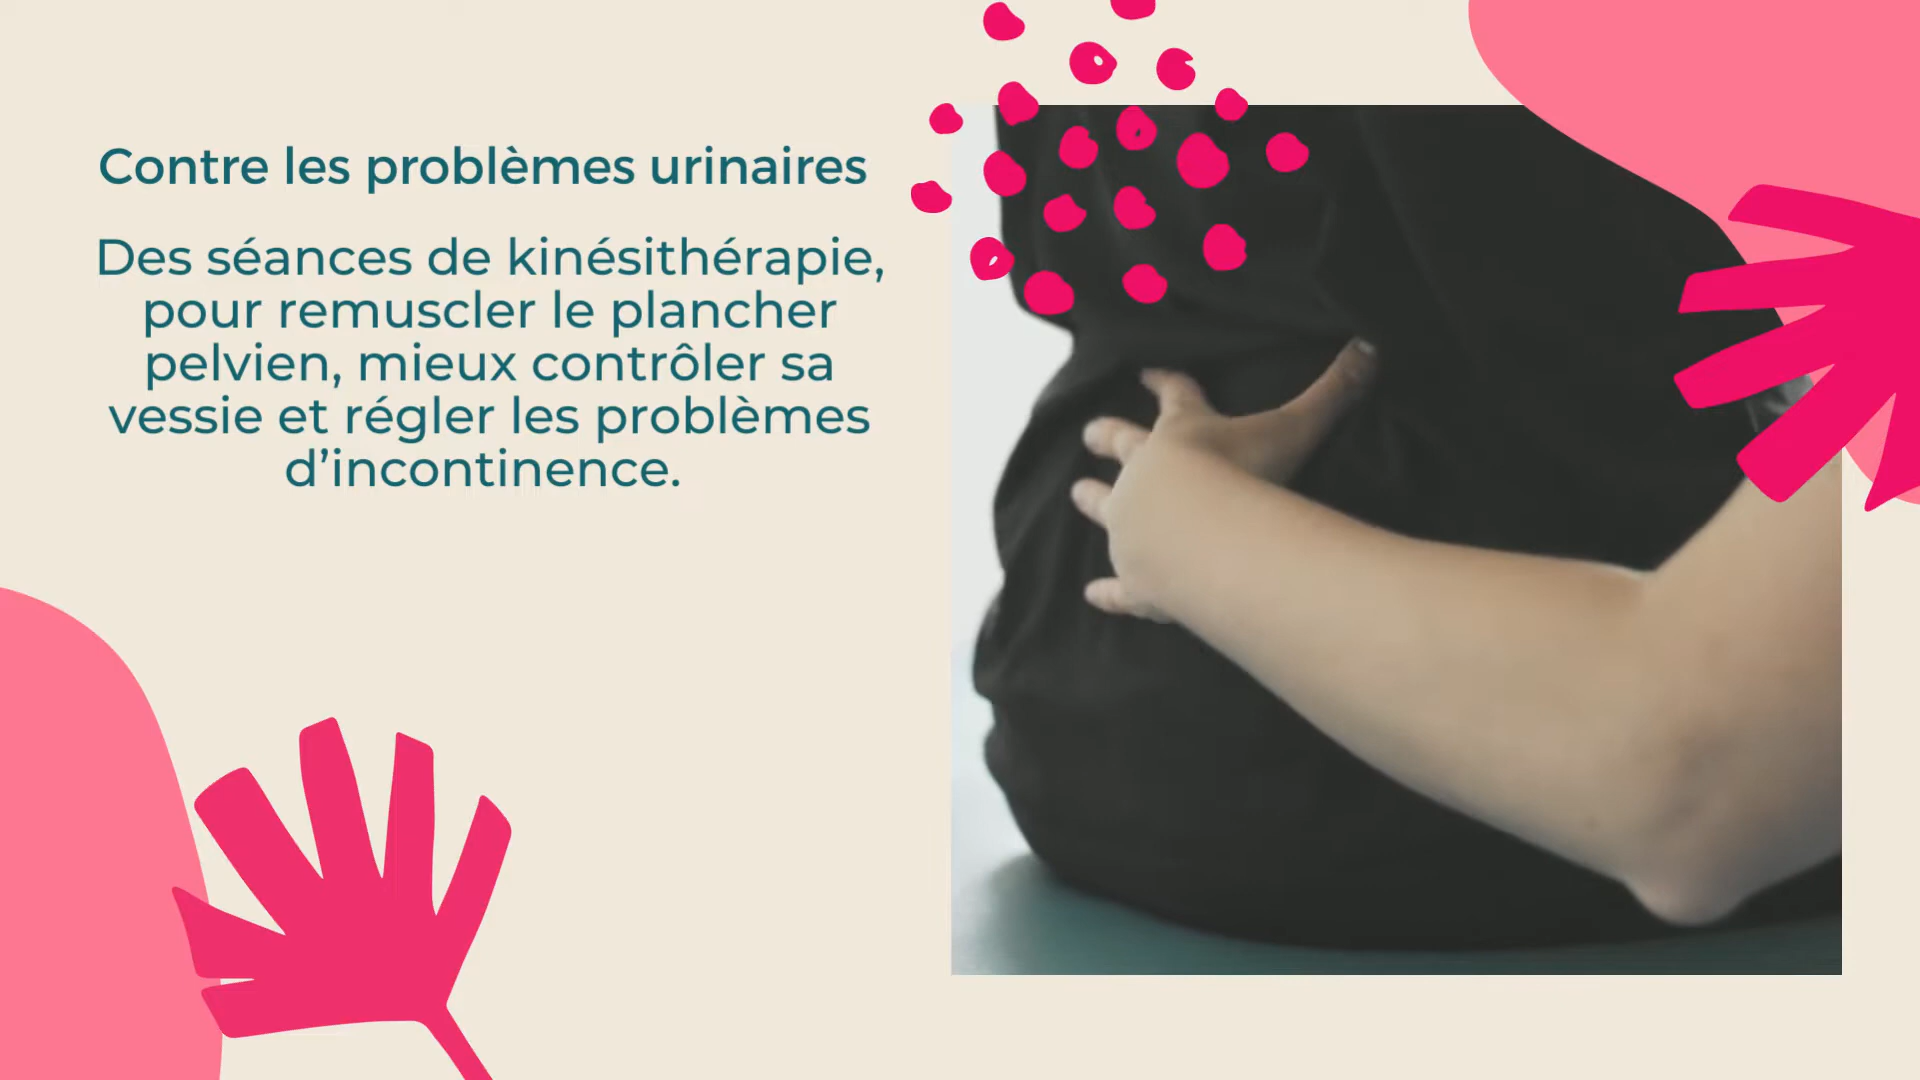 Contre les problèmes urinaires
Des séances de kinésithérapie,
pour remuscler le plancher
pelvien, mieux contrôler sa
vessie et régler les problèmes
d’incontinence.